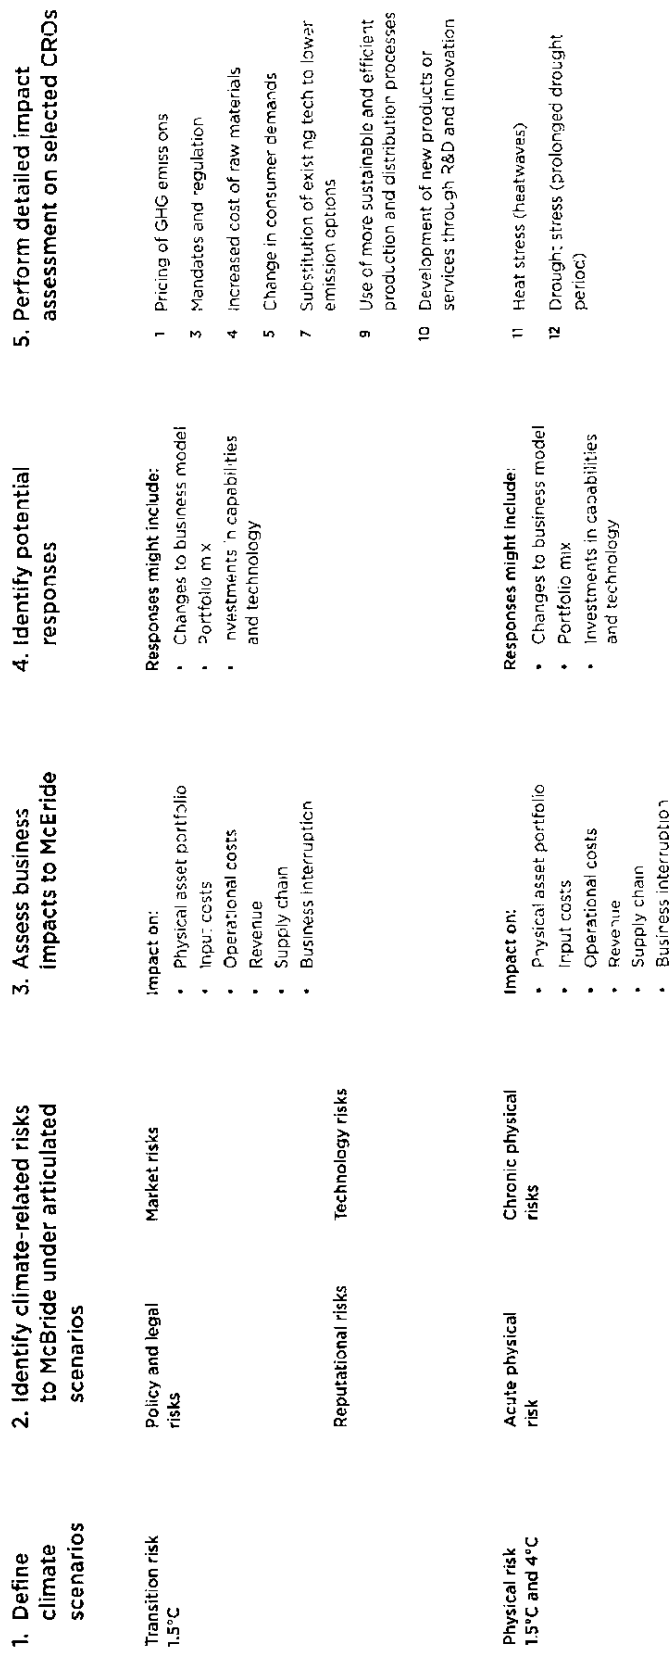 1. Define
climate
scenarios
2. Identify climate-related risks
to McBride under articulated
scenarios
3. Assess business
impacts to McEride
4. Identify potential
responses
5. Perform detailed impact
assessment on selected CROs
Transition risk
1.5°C
Policy and legal
risks
Market risks
Reputational risks
Technology risks
Impact on:
• Physical asset portfolio
• Input costs
• Operational costs
• Revenue
• Supply chain
• Business interruption
Responses might include:
• Changes to business model
• Portfolio mix
• Investments in capabilities
and technology
1 Pricing of GHG emissions
3 Mandates and regulation
4 Increased cost of raw materials
5 Change in consumer demands
7 Substitution of existing tech to lower
emission options
9 Use of more sustainable and efficient
production and distribution processes
10 Development of new products or
services through R&D and innovation
Physical risk
1.5°C and 4°C
Acute physical
risk
Chronic physical
risks
Impact on:
• Physical asset portfolio
• Input costs
• Operational costs
• Revenue
• Supply chain
• Business interruption
Responses might include:
• Changes to business model
• Portfolio mix
• Investments in capabilities
and technology
11 Heat stress (heatwaves)
12 Drought stress (prolonged drought
period)